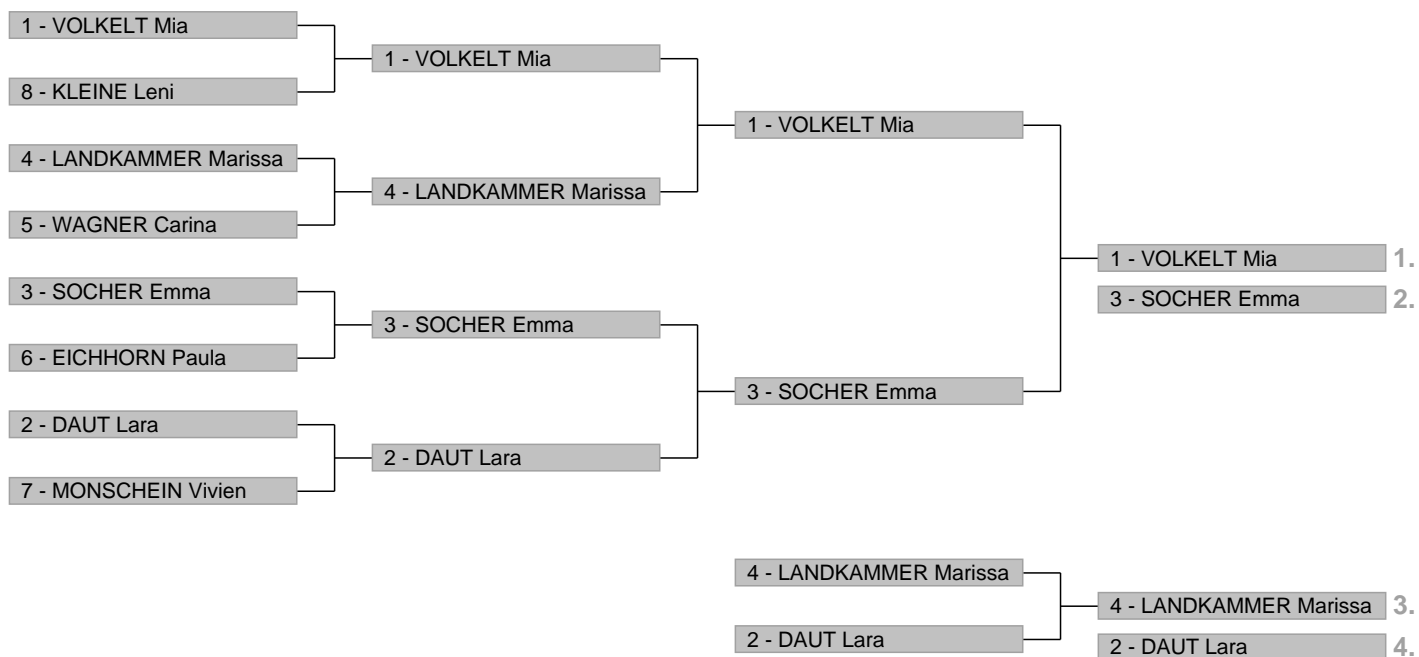 1 - VOLKELT Mia
8 - KLEINE Leni
4 - LANDKAMMER Marissa
5 - WAGNER Carina
3 - SOCHER Emma
6 - EICHHORN Paula
2 - DAUT Lara
7 - MONSCHEIN Vivien
1 - VOLKELT Mia
4 - LANDKAMMER Marissa
3 - SOCHER Emma
2 - DAUT Lara
1 - VOLKELT Mia
3 - SOCHER Emma
1 - VOLKELT Mia 1.
3 - SOCHER Emma 2.
4 - LANDKAMMER Marissa
2 - DAUT Lara
4 - LANDKAMMER Marissa 3.
2 - DAUT Lara 4.